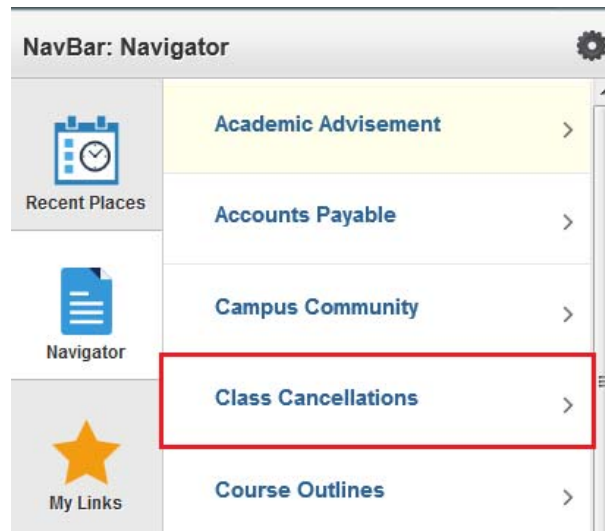 NavBar: Navigator
Recent Places
Navigator
My Links
Academic Advisement
Accounts Payable
Campus Community
Class Cancellations
Course Outlines